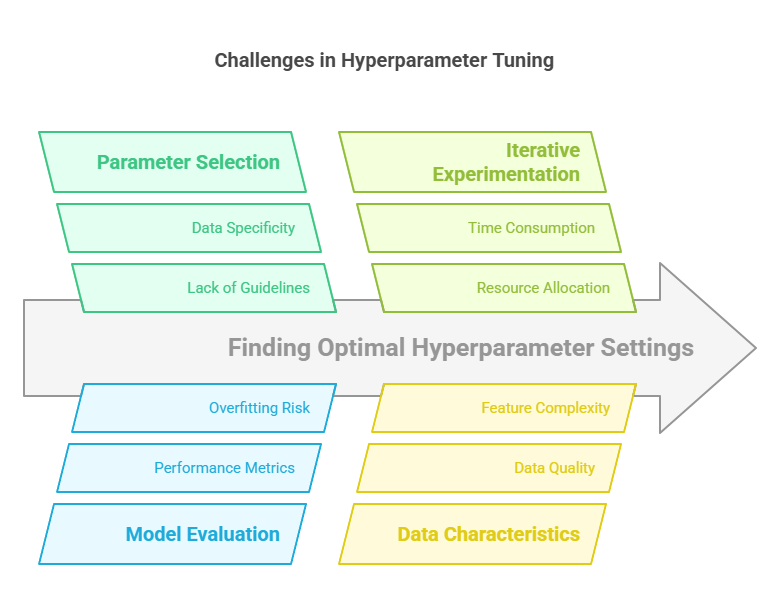 Challenges in Hyperparameter Tuning
Parameter Selection
Iterative
Experimentation
Data Specificity
Time Consumption
Lack of Guidelines
Resource Allocation
Finding Optimal Hyperparameter Settings
Overfitting Risk
Feature Complexity
Performance Metrics
Data Quality
Model Evaluation
Data Characteristics